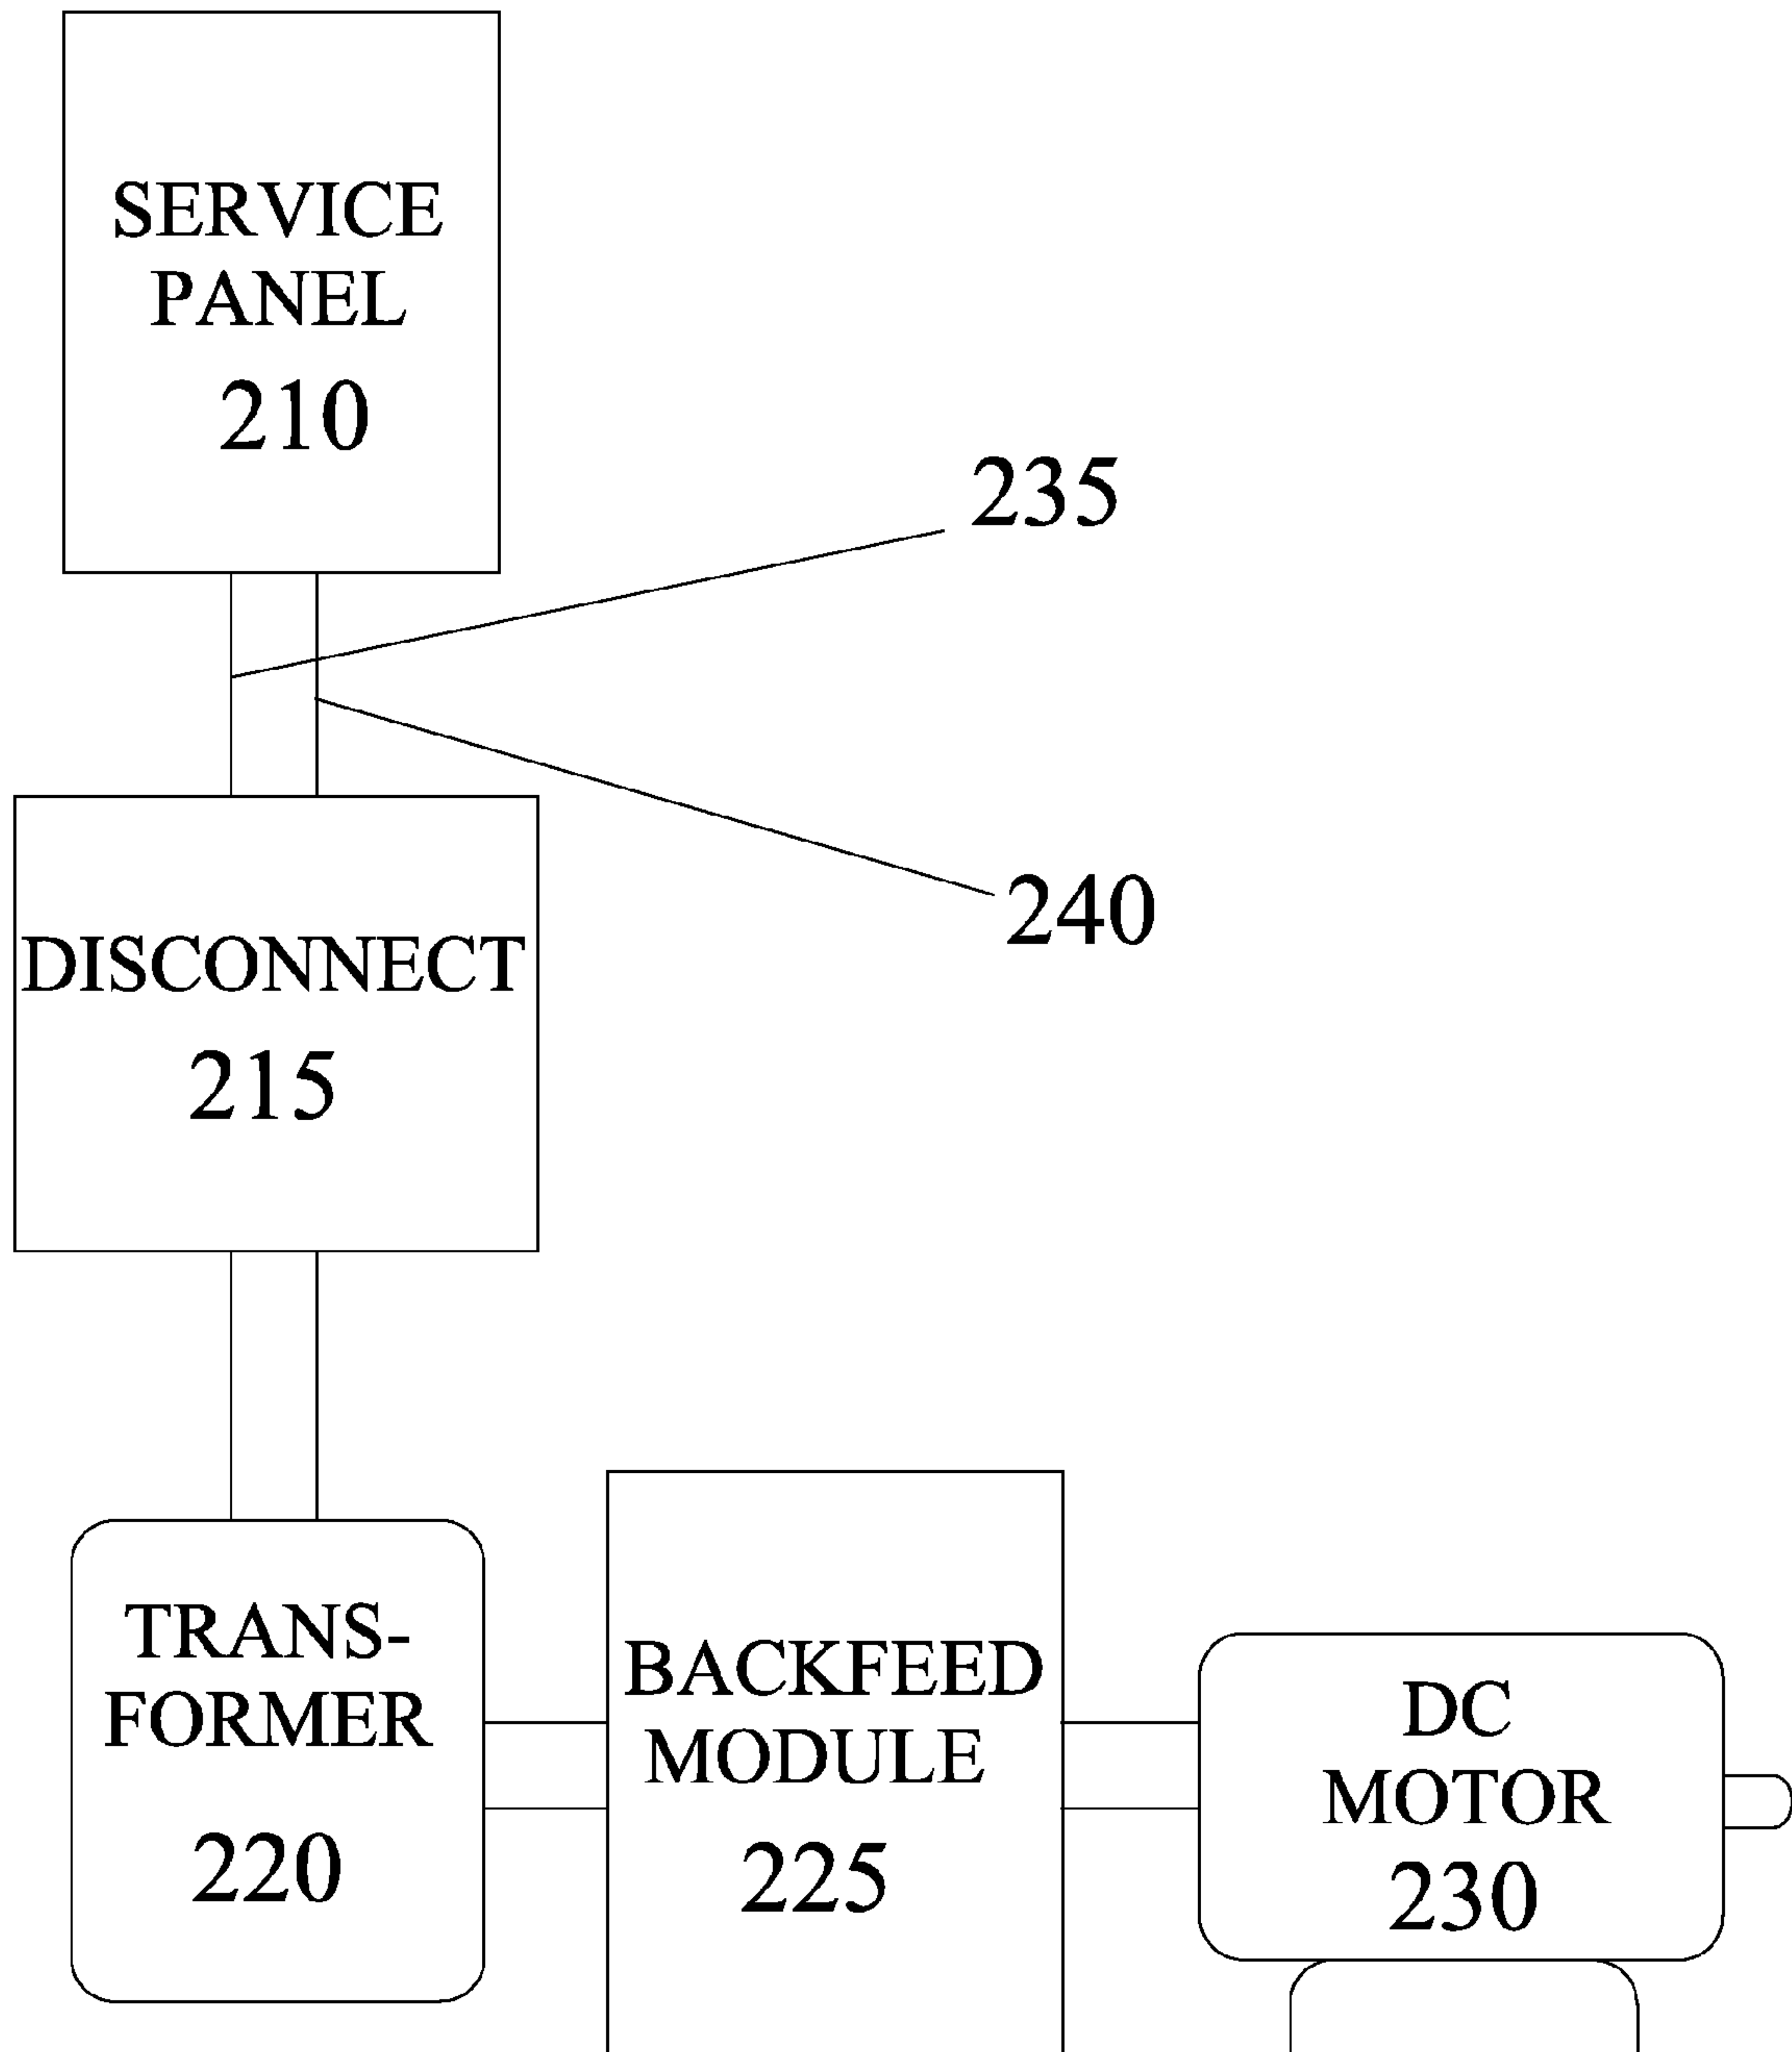 SERVICE
PANEL
210
235
240
DISCONNECT
215
TRANS-
FORMER
220
BACKFEED
MODULE
225
DC
MOTOR
230